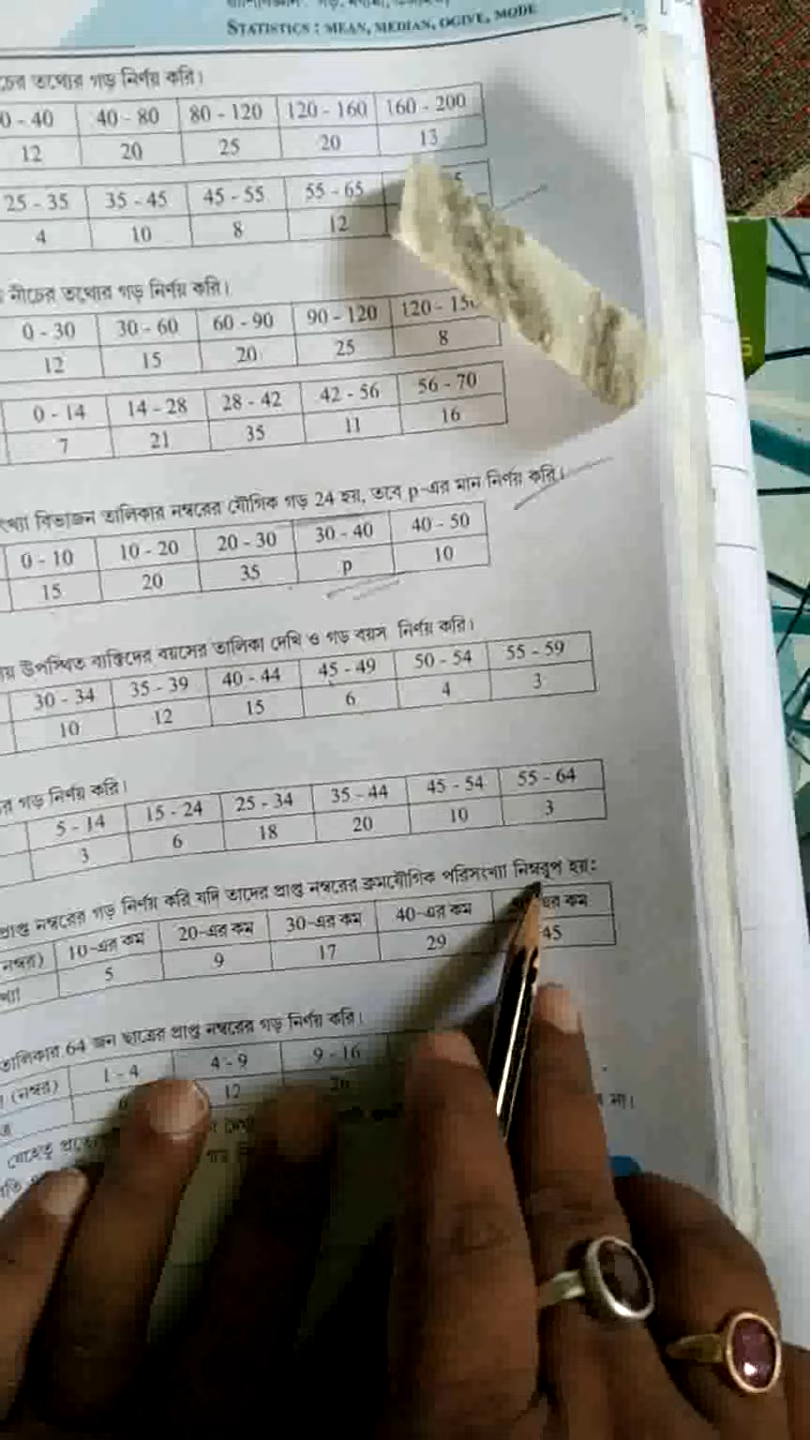 STATISTICS : MEAN, MEDIAN, OGIVE, MODE
তথ্যের গড় নির্ণয় করি।
0 - 40 40 - 80 80 - 120 120 - 160 160 - 200
12 20 25 20 13
25 - 35 35 - 45 45 - 55 55 - 65
4 10 8 12
নীচের তথ্যের গড় নির্ণয় করি।
0 - 30 30 - 60 60 - 90 90 - 120 120 - 150
12 15 20 25 8
0 - 14 14 - 28 28 - 42 42 - 56 56 - 70
7 21 35 11 16
বিভাজন তালিকার নম্বরের যৌগিক গড় 24 হয়, তবে p-এর মান নির্ণয় করি।
0 - 10 10 - 20 20 - 30 30 - 40 40 - 50
15 20 35 p 10
উপস্থিত ব্যক্তিদের বয়সের তালিকা দেখি ও গড় বয়স নির্ণয় করি।
30 - 34 35 - 39 40 - 44 45 - 49 50 - 54 55 - 59
10 12 15 6 4 3
গড় নির্ণয় করি।
5 - 14 15 - 24 25 - 34 35 - 44 45 - 54 55 - 64
3 6 18 20 10 3
প্রাপ্ত নম্বরের গড় নির্ণয় করি যদি তাদের প্রাপ্ত নম্বরের ক্রমযৌগিক পরিসংখ্যা নিম্নরূপ হয়:
নম্বর) 10-এর কম 20-এর কম 30-এর কম 40-এর কম এর কম
5 9 17 29 45
তালিকার 64 জন ছাত্রের প্রাপ্ত নম্বরের গড় নির্ণয় করি।
(নম্বর) 1 - 4 4 - 9 9 - 16
12
না।